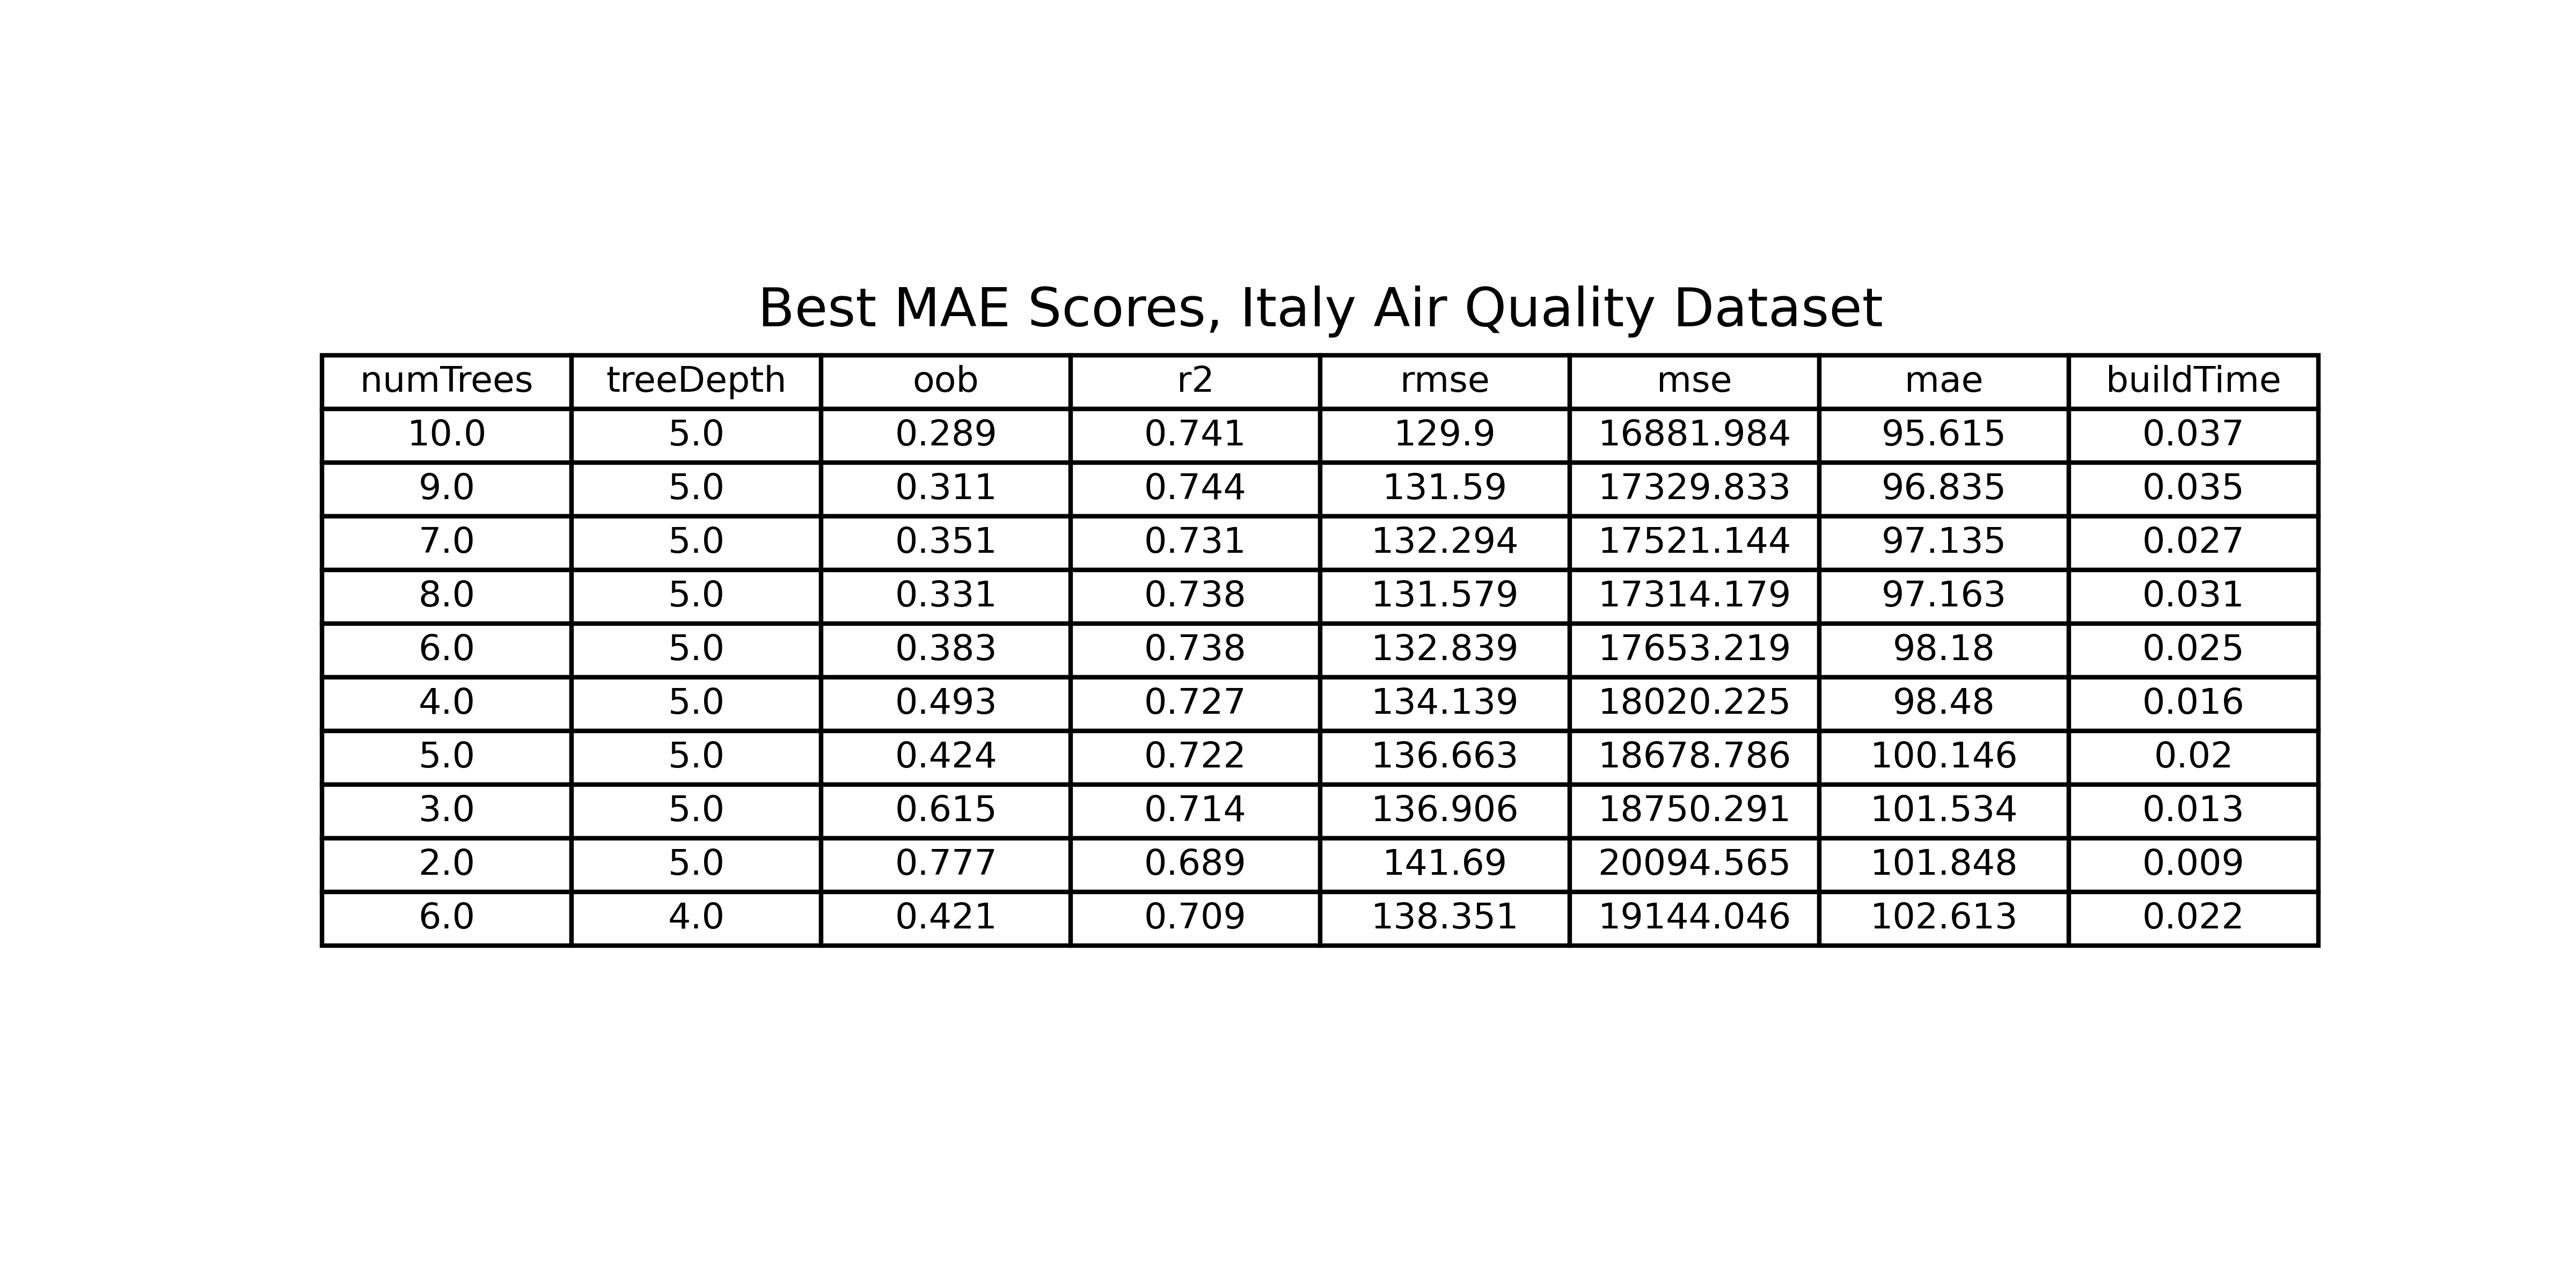 Best MAE Scores, Italy Air Quality Dataset
numTrees treeDepth oob r2 rmse mse mae buildTime
10.0 5.0 0.289 0.741 129.9 16881.984 95.615 0.037
9.0 5.0 0.311 0.744 131.59 17329.833 96.835 0.035
7.0 5.0 0.351 0.731 132.294 17521.144 97.135 0.027
8.0 5.0 0.331 0.738 131.579 17314.179 97.163 0.031
6.0 5.0 0.383 0.738 132.839 17653.219 98.18 0.025
4.0 5.0 0.493 0.727 134.139 18020.225 98.48 0.016
5.0 5.0 0.424 0.722 136.663 18678.786 100.146 0.02
3.0 5.0 0.615 0.714 136.906 18750.291 101.534 0.013
2.0 5.0 0.777 0.689 141.69 20094.565 101.848 0.009
6.0 4.0 0.421 0.709 138.351 19144.046 102.613 0.022